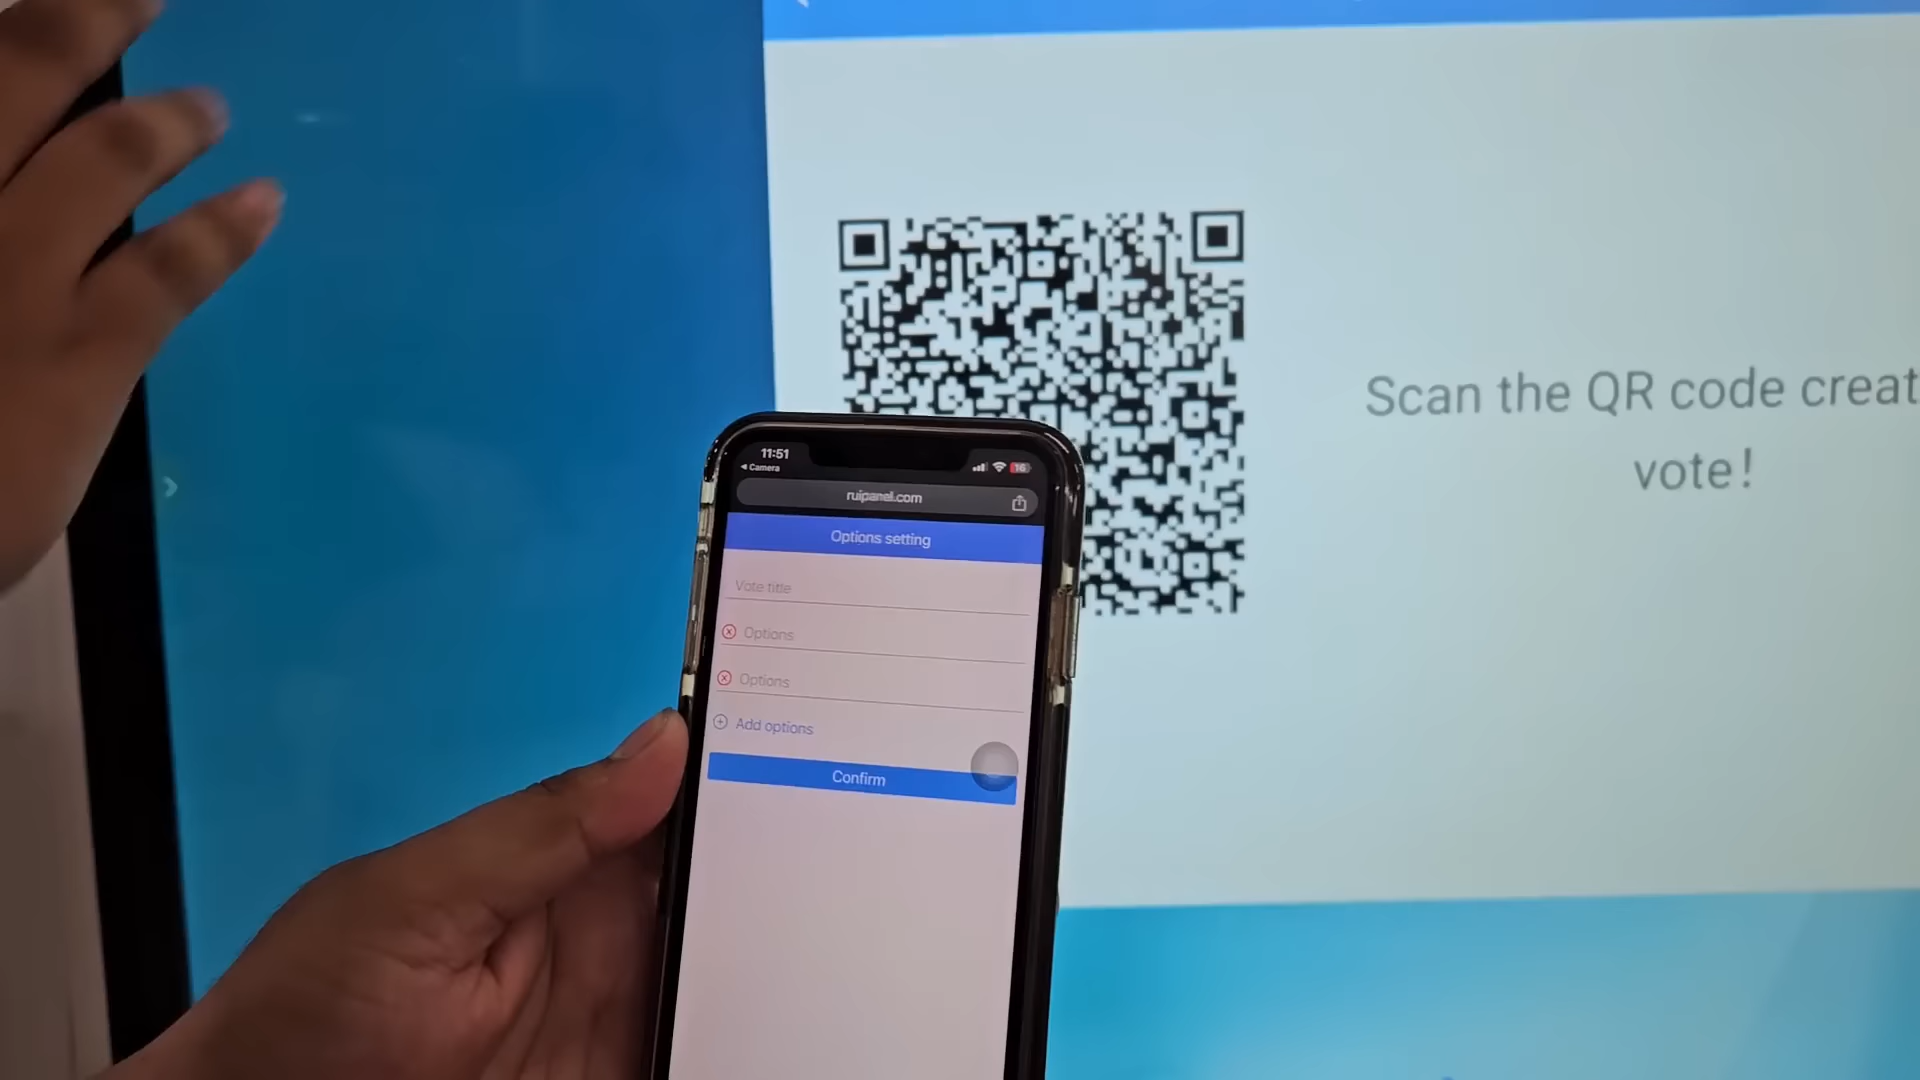 Scan the QR code creat
vote!
11:51
Camera
16
ruipanel.com
Options setting
Vote title
Options
Options
Add options
Confirm